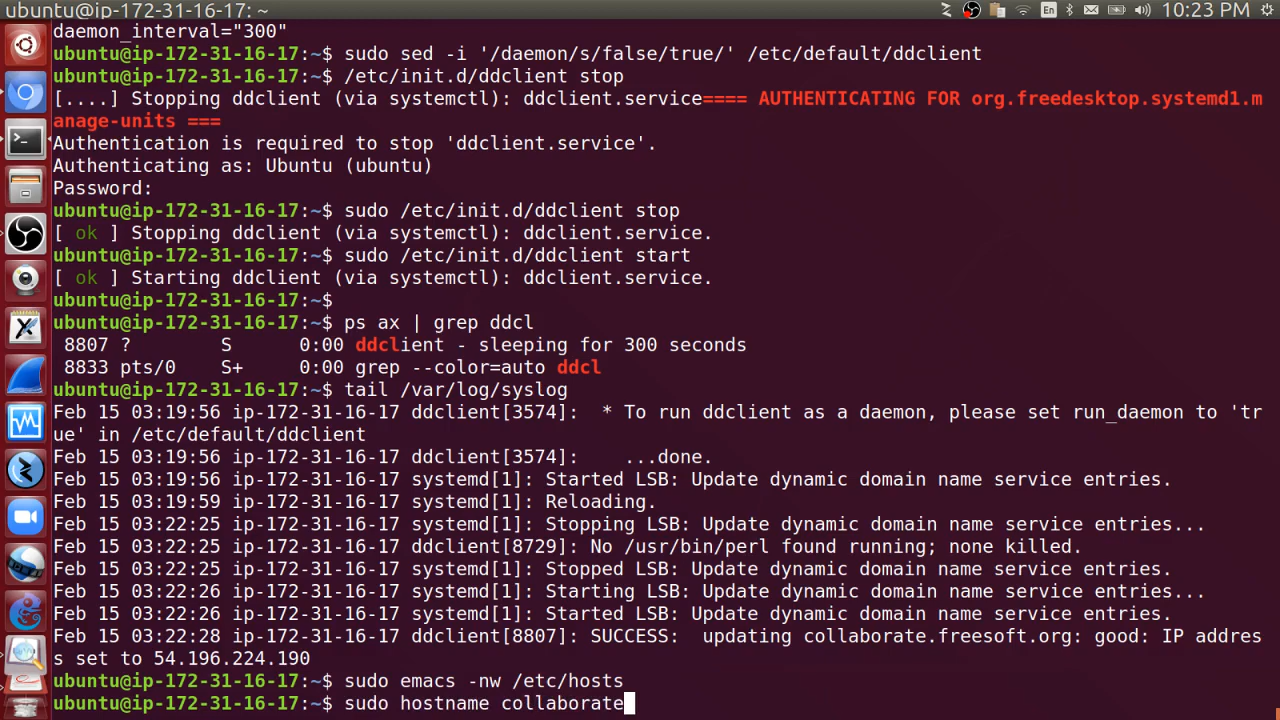 ubuntu@ip-172-31-16-17: ~
En
10:23 PM
daemon_interval="300"
ubuntu@ip-172-31-16-17:~$ sudo sed -i '/daemon/s/false/true/' /etc/default/ddclient
ubuntu@ip-172-31-16-17:~$ /etc/init.d/ddclient stop
[....] Stopping ddclient (via systemctl): ddclient.service==== AUTHENTICATING FOR org.freedesktop.systemd1.m
anage-units ===
Authentication is required to stop 'ddclient.service'.
Authenticating as: Ubuntu (ubuntu)
Password:
ubuntu@ip-172-31-16-17:~$ sudo /etc/init.d/ddclient stop
[ ok ] Stopping ddclient (via systemctl): ddclient.service.
ubuntu@ip-172-31-16-17:~$ sudo /etc/init.d/ddclient start
[ ok ] Starting ddclient (via systemctl): ddclient.service.
ubuntu@ip-172-31-16-17:~$
ubuntu@ip-172-31-16-17:~$ ps ax | grep ddcl
 8807 ?        S      0:00 ddclient - sleeping for 300 seconds
 8833 pts/0    S+     0:00 grep --color=auto ddcl
ubuntu@ip-172-31-16-17:~$ tail /var/log/syslog
Feb 15 03:19:56 ip-172-31-16-17 ddclient[3574]:  * To run ddclient as a daemon, please set run_daemon to 'tr
ue' in /etc/default/ddclient
Feb 15 03:19:56 ip-172-31-16-17 ddclient[3574]:    ...done.
Feb 15 03:19:56 ip-172-31-16-17 systemd[1]: Started LSB: Update dynamic domain name service entries.
Feb 15 03:19:59 ip-172-31-16-17 systemd[1]: Reloading.
Feb 15 03:22:25 ip-172-31-16-17 systemd[1]: Stopping LSB: Update dynamic domain name service entries...
Feb 15 03:22:25 ip-172-31-16-17 ddclient[8729]: No /usr/bin/perl found running; none killed.
Feb 15 03:22:25 ip-172-31-16-17 systemd[1]: Stopped LSB: Update dynamic domain name service entries.
Feb 15 03:22:26 ip-172-31-16-17 systemd[1]: Starting LSB: Update dynamic domain name service entries...
Feb 15 03:22:26 ip-172-31-16-17 systemd[1]: Started LSB: Update dynamic domain name service entries.
Feb 15 03:22:28 ip-172-31-16-17 ddclient[8807]: SUCCESS:  updating collaborate.freesoft.org: good: IP addres
s set to 54.196.224.190
ubuntu@ip-172-31-16-17:~$ sudo emacs -nw /etc/hosts
ubuntu@ip-172-31-16-17:~$ sudo hostname collaborate